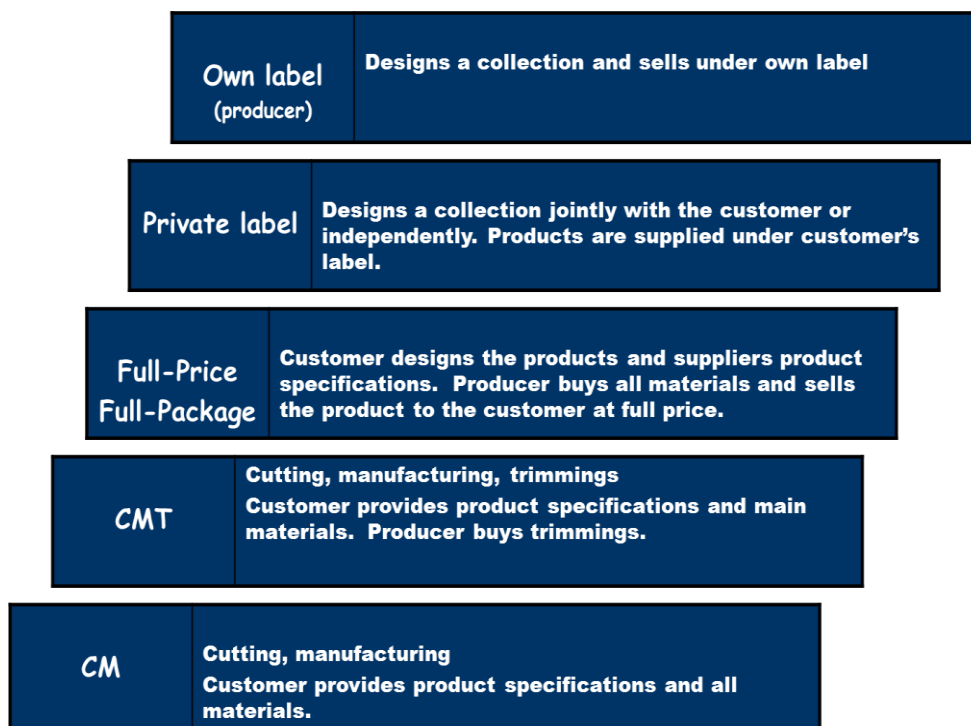 Own label
(producer)
Designs a collection and sells under own label
Private label
Designs a collection jointly with the customer or
independently. Products are supplied under customer’s
label.
Full-Price
Full-Package
Customer designs the products and suppliers product
specifications.  Producer buys all materials and sells
the product to the customer at full price.
CMT
Cutting, manufacturing, trimmings
Customer provides product specifications and main
materials.  Producer buys trimmings.
CM
Cutting, manufacturing
Customer provides product specifications and all
materials.